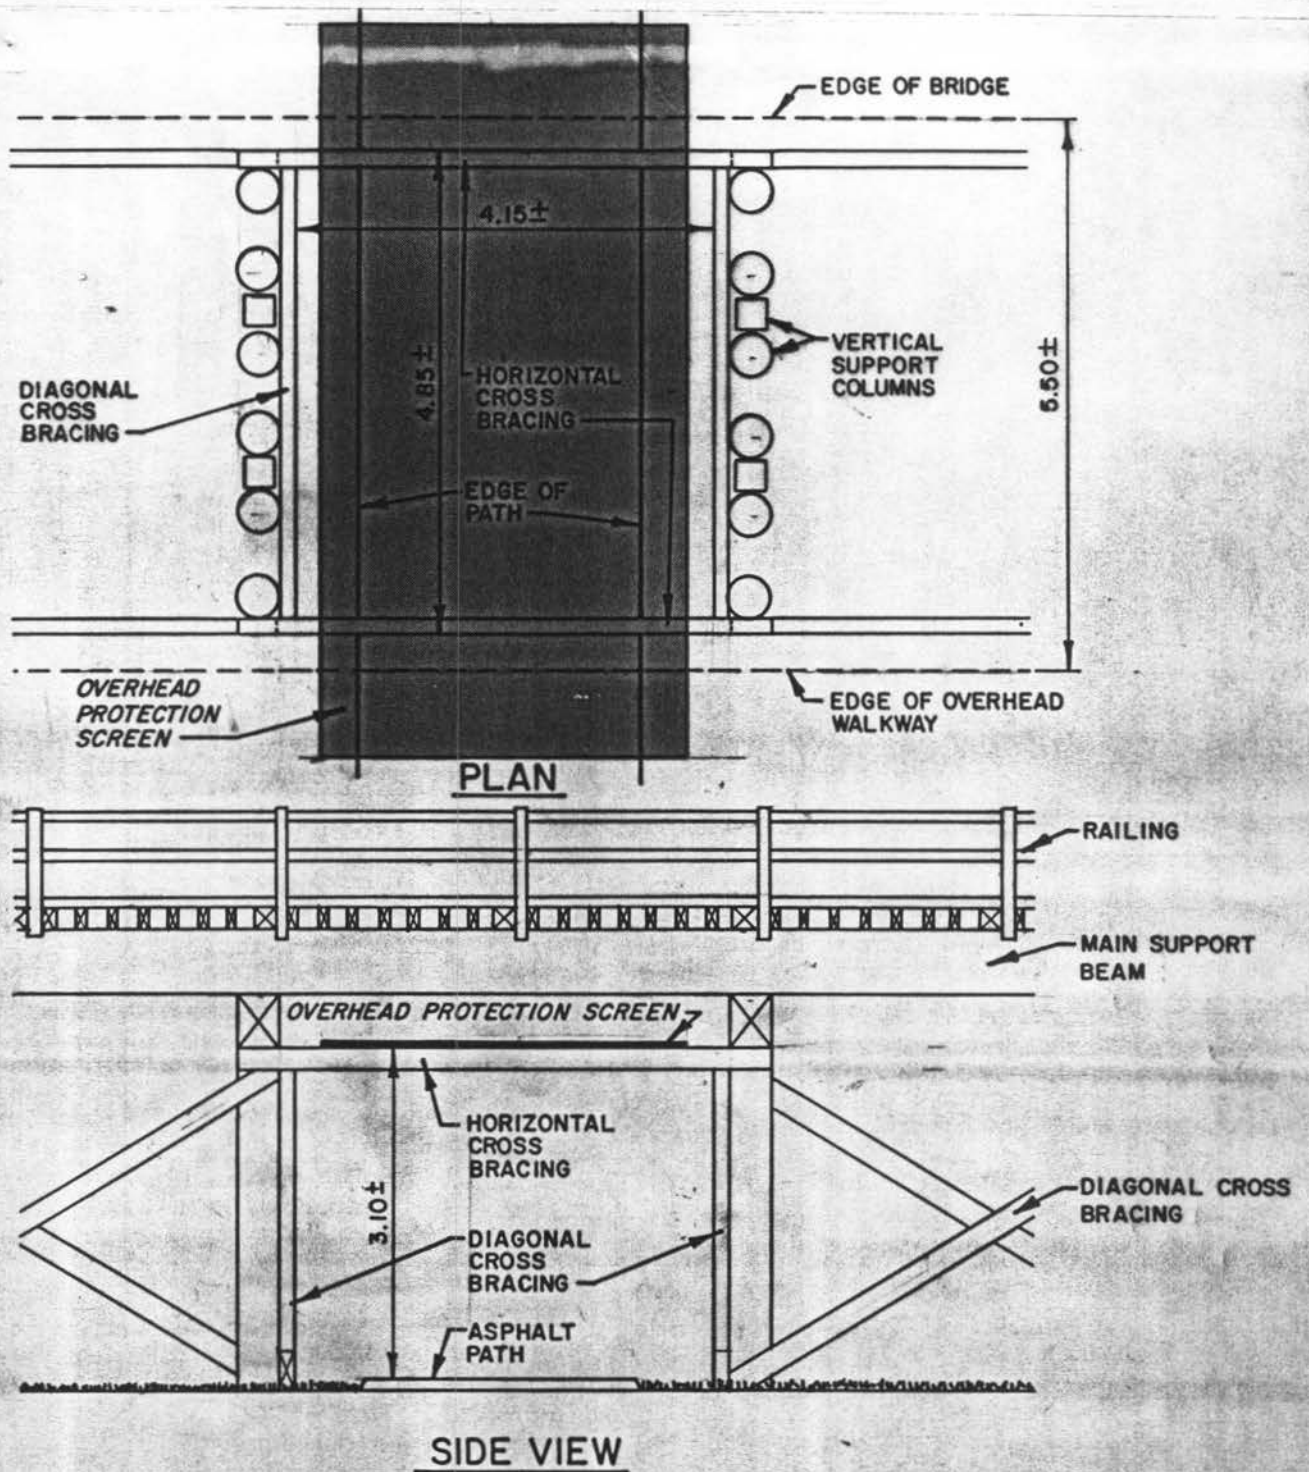 EDGE OF BRIDGE
4.15±
VERTICAL
SUPPORT
COLUMNS
5.50±
4.85±
HORIZONTAL
CROSS
BRACING
DIAGONAL
CROSS
BRACING
EDGE OF
PATH
OVERHEAD
PROTECTION
SCREEN
EDGE OF OVERHEAD
WALKWAY
PLAN
RAILING
MAIN SUPPORT
BEAM
OVERHEAD PROTECTION SCREEN
HORIZONTAL
CROSS
BRACING
3.10±
DIAGONAL CROSS
BRACING
DIAGONAL
CROSS
BRACING
ASPHALT
PATH
SIDE VIEW